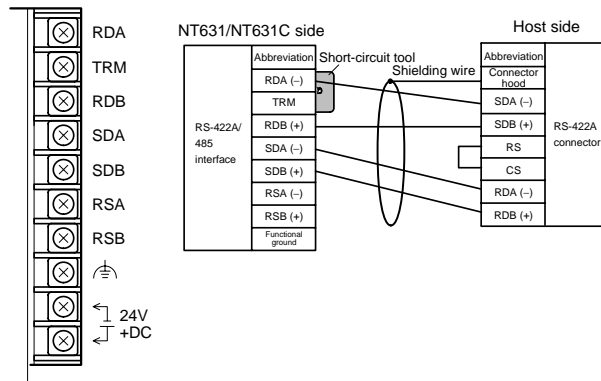 RDA
TRM
RDB
SDA
SDB
RSA
RSB
24V
+DC
NT631/NT631C side
Abbreviation
RDA (–)
TRM
RDB (+)
SDA (–)
SDB (+)
RSA (–)
RSB (+)
Functional
ground
RS-422A/
485
interface
Short-circuit tool
Shielding wire
Host side
Abbreviation
Connector
hood
SDA (–)
SDB (+)
RS
CS
RDA (–)
RDB (+)
RS-422A
connector